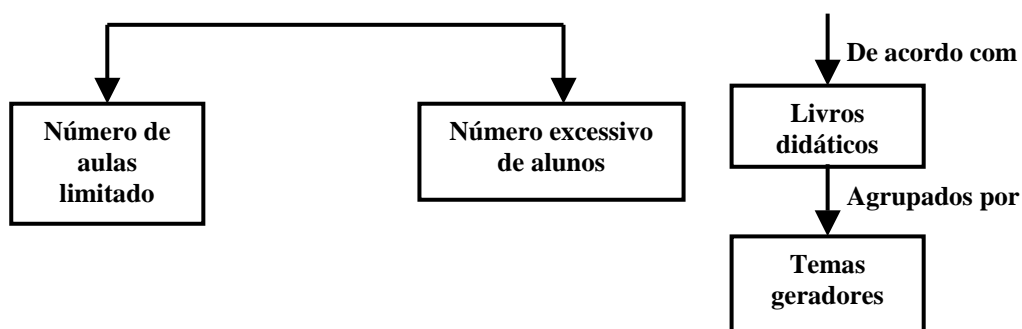 Número de
aulas
limitado
Número excessivo
de alunos
De acordo com
Livros
didáticos
Agrupados por
Temas
geradores